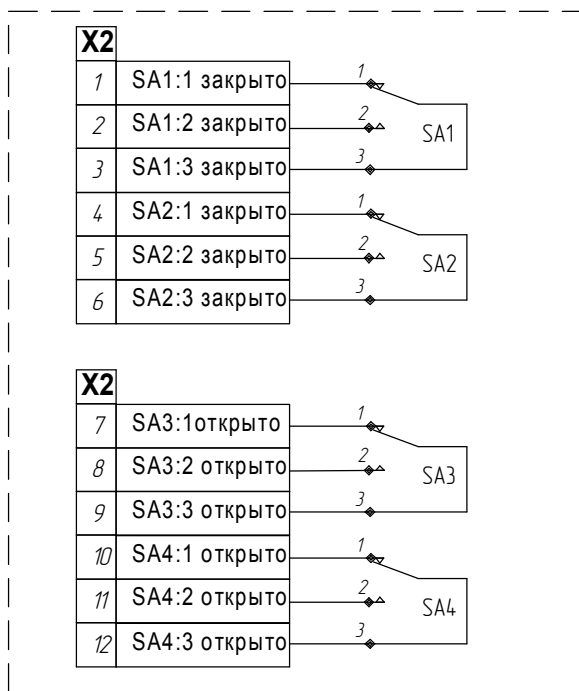 X2
1 SA1:1 закрыто 1
2 SA1:2 закрыто 2 SA1
3 SA1:3 закрыто 3
4 SA2:1 закрыто 1
5 SA2:2 закрыто 2 SA2
6 SA2:3 закрыто 3
X2
7 SA3:1открыто 1
8 SA3:2 открыто 2 SA3
9 SA3:3 открыто 3
10 SA4:1 открыто 1
11 SA4:2 открыто 2 SA4
12 SA4:3 открыто 3